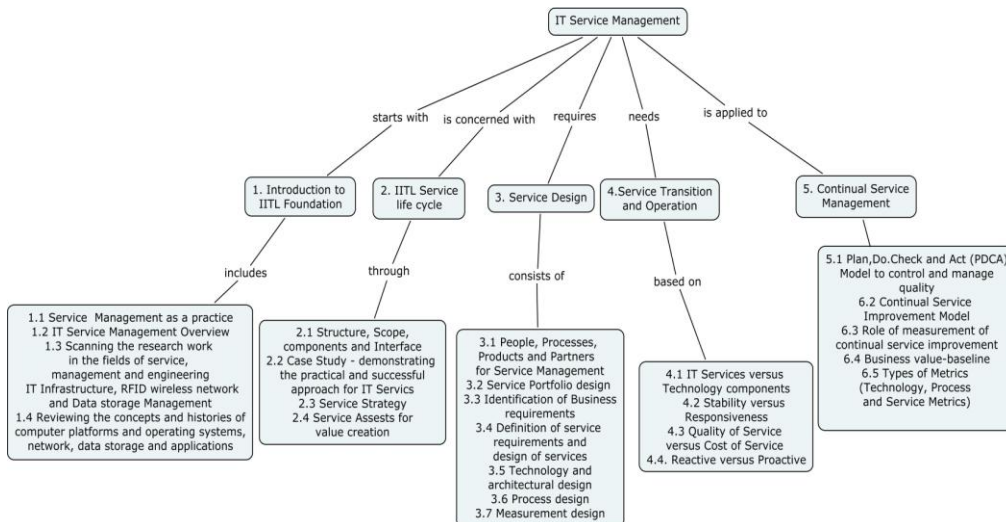 IT Service Management
starts with
is concerned with
requires
needs
is applied to
1. Introduction to
IITL Foundation
2. IITL Service
life cycle
3. Service Design
4.Service Transition
and Operation
5. Continual Service
Management
includes
through
consists of
based on
1.1 Service Management as a practice
1.2 IT Service Management Overview
1.3 Scanning the research work
in the fields of service,
management and engineering
IT Infrastructure, RFID wireless network
and Data storage Management
1.4 Reviewing the concepts and histories of
computer platforms and operating systems,
network, data storage and applications
2.1 Structure, Scope,
components and Interface
2.2 Case Study - demonstrating
the practical and successful
approach for IT Servics
2.3 Service Strategy
2.4 Service Assests for
value creation
3.1 People, Processes,
Products and Partners
for Service Management
3.2 Service Portfolio design
3.3 Identification of Business
requirements
3.4 Definition of service
requirements and
design of services
3.5 Technology and
architectural design
3.6 Process design
3.7 Measurement design
4.1 IT Services versus
Technology components
4.2 Stability versus
Responsiveness
4.3 Quality of Service
versus Cost of Service
4.4. Reactive versus Proactive
5.1 Plan,Do.Check and Act (PDCA)
Model to control and manage
quality
6.2 Continual Service
Improvement Model
6.3 Role of measurement of
continual service improvement
6.4 Business value-baseline
6.5 Types of Metrics
(Technology, Process
and Service Metrics)